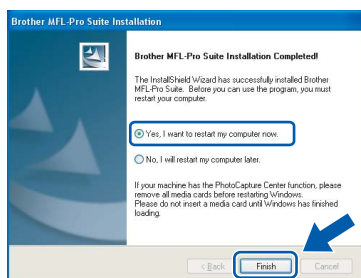 Brother MFL-Pro Suite Installation
Brother MFL-Pro Suite Installation Completed!
The InstallShield Wizard has successfully installed Brother
MFL-Pro Suite. Before you can use the program, you must
restart your computer.
Yes, I want to restart my computer now.
No, I will restart my computer later.
If your machine has the PhotoCapture Center function, please
remove all media cards before restarting Windows.
Please do not insert a media card until Windows has finished
loading.
< Back
Finish
Cancel